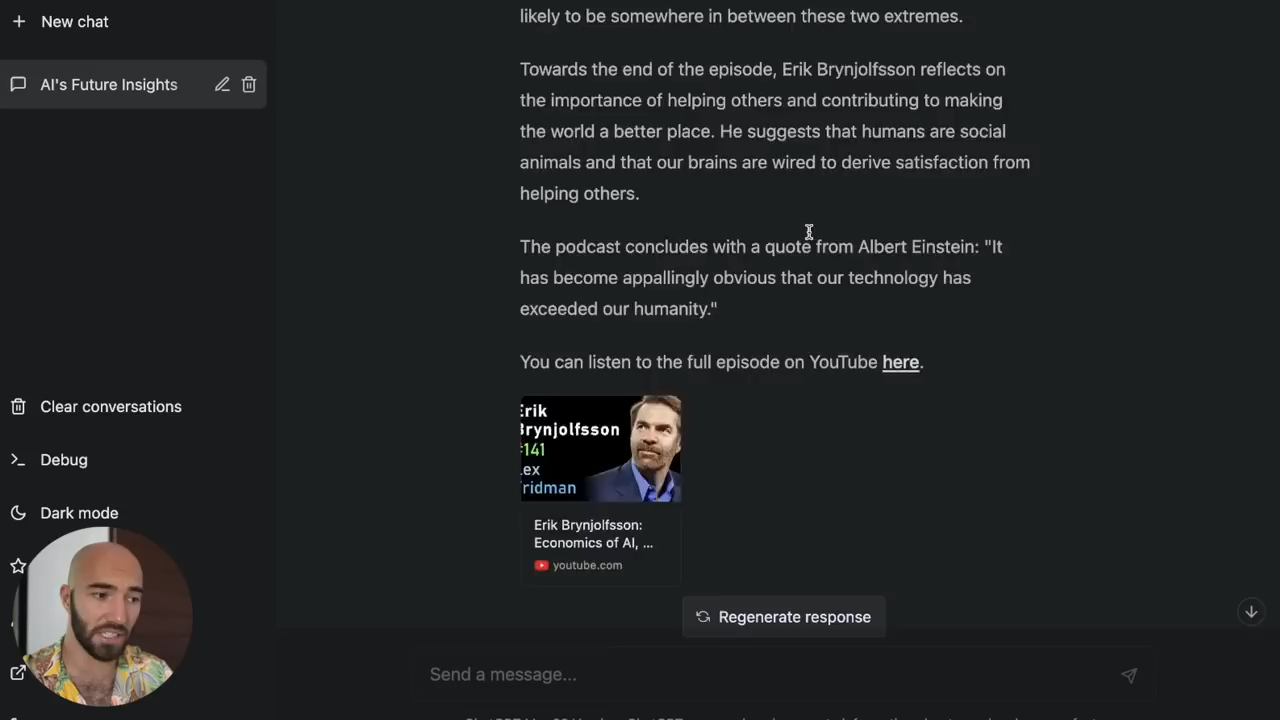 New chat
AI's Future Insights
Clear conversations
Debug
Dark mode
likely to be somewhere in between these two extremes.
Towards the end of the episode, Erik Brynjolfsson reflects on
the importance of helping others and contributing to making
the world a better place. He suggests that humans are social
animals and that our brains are wired to derive satisfaction from
helping others.
The podcast concludes with a quote from Albert Einstein: "It
has become appallingly obvious that our technology has
exceeded our humanity."
You can listen to the full episode on YouTube here.
Erik
Brynjolfsson
#141
Lex
Fridman
Erik Brynjolfsson:
Economics of AI, ...
youtube.com
Regenerate response
Send a message...